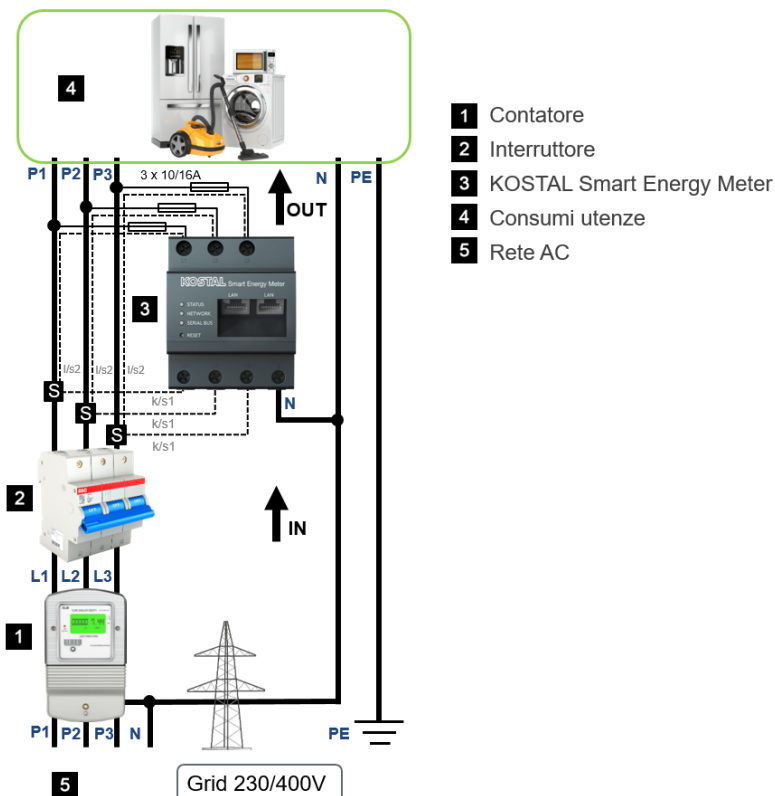 4
P1 P2 P3 3 x 10/16A N PE
OUT
KOSTAL Smart Energy Meter
LAN LAN
STATUS
NETWORK
SERIAL BUS
RESET
3
l/s2 l/s2 l/s2
S
S
S
k/s1
k/s1
k/s1
N
2
IN
L1 L2 L3
1
P1 P2 P3 N PE
5
Grid 230/400V
1 Contatore
2 Interruttore
3 KOSTAL Smart Energy Meter
4 Consumi utenze
5 Rete AC